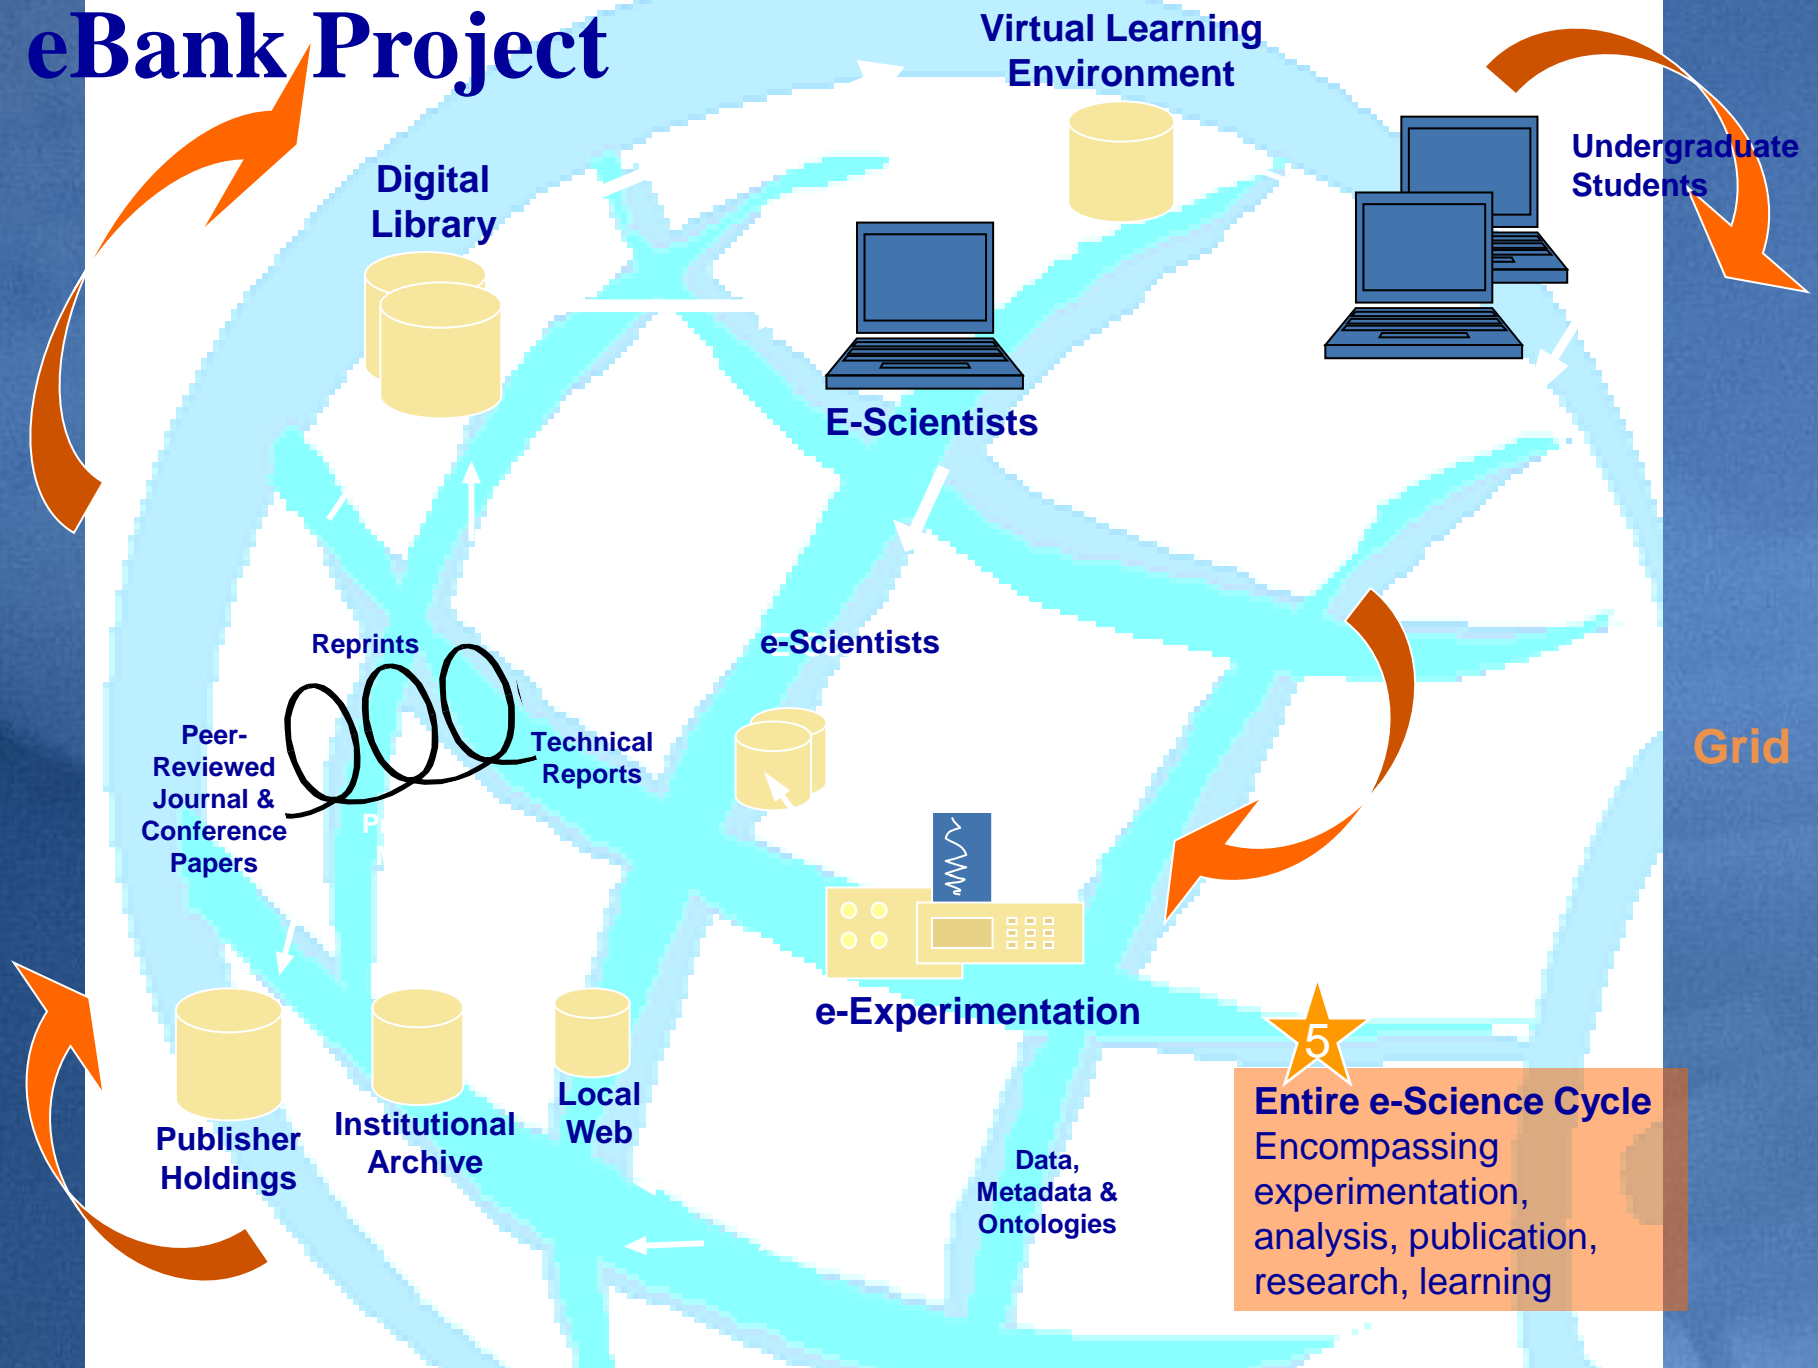 eBank Project
Virtual Learning
Environment
Undergraduate
Students
Digital
Library
E-Scientists
Reprints
e-Scientists
Peer-
Reviewed
Journal &
Conference
Papers
Technical
Reports
Grid
e-Experimentation
5
Local
Web
Institutional
Archive
Publisher
Holdings
Data,
Metadata &
Ontologies
Entire e-Science Cycle
Encompassing
experimentation,
analysis, publication,
research, learning